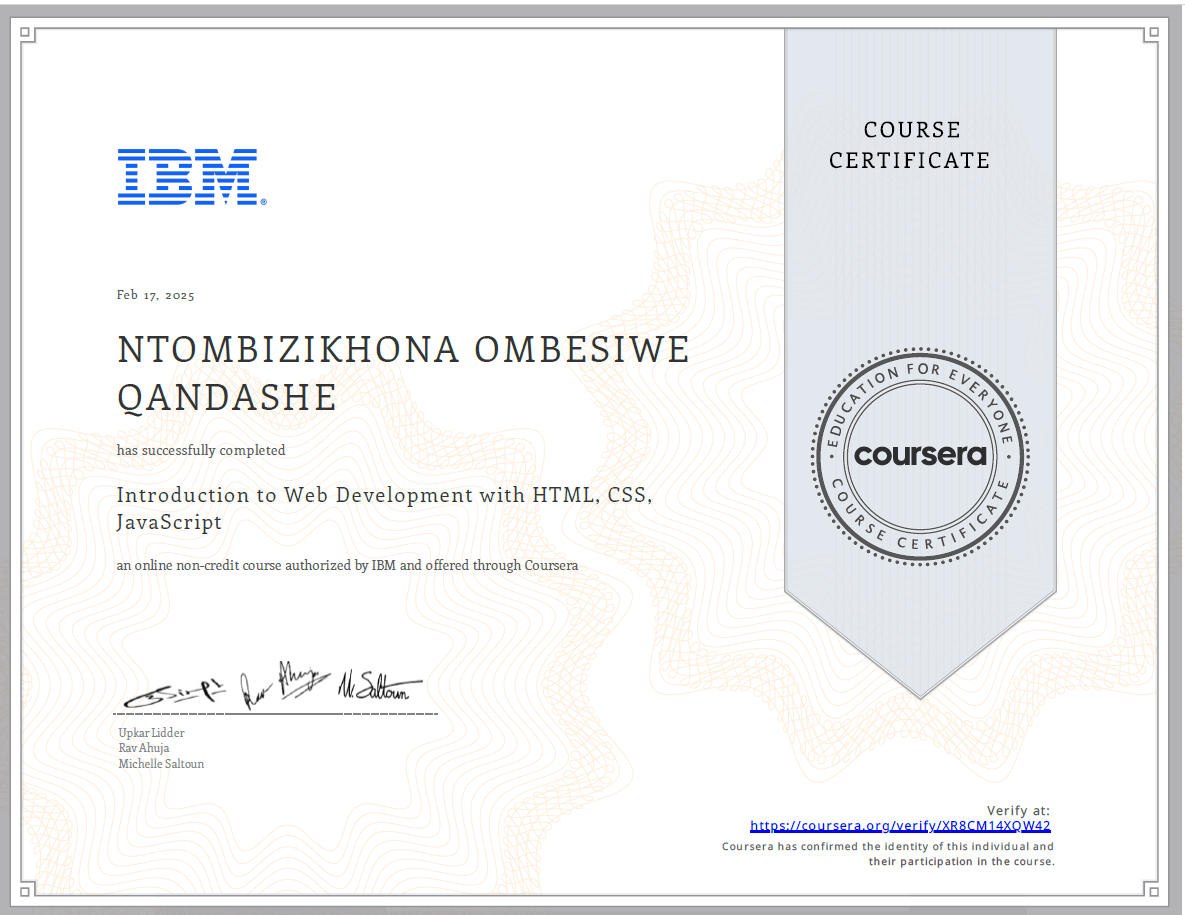 COURSE
CERTIFICATE
IBM®
Feb 17, 2025
NTOMBIZIKHONA OMBESIWE
QANDASHE
has successfully completed
Introduction to Web Development with HTML, CSS,
JavaScript
an online non-credit course authorized by IBM and offered through Coursera
EDUCATION FOR EVERYONE
coursera
COURSE CERTIFICATE
M. Saltoun
Upkar Lidder
Rav Ahuja
Michelle Saltoun
Verify at:
https://coursera.org/verify/XR8CM14XQW42
Coursera has confirmed the identity of this individual and
their participation in the course.